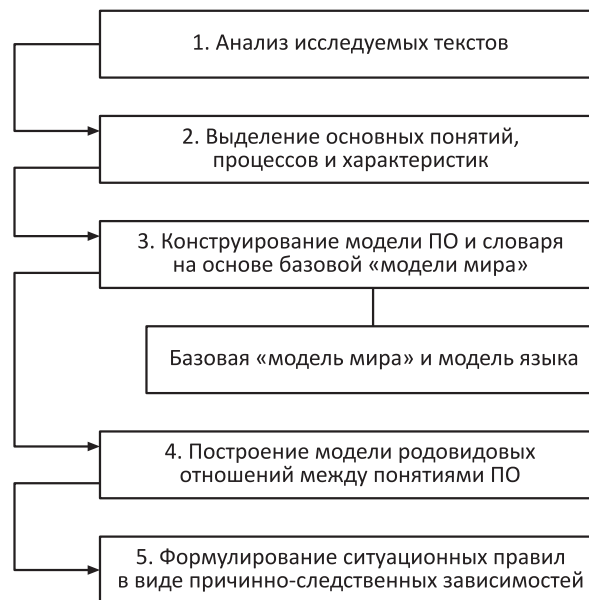 1. Анализ исследуемых текстов
2. Выделение основных понятий,
процессов и характеристик
3. Конструирование модели ПО и словаря
на основе базовой «модели мира»
Базовая «модель мира» и модель языка
4. Построение модели родовидовых
отношений между понятиями ПО
5. Формулирование ситуационных правил
в виде причинно-следственных зависимостей